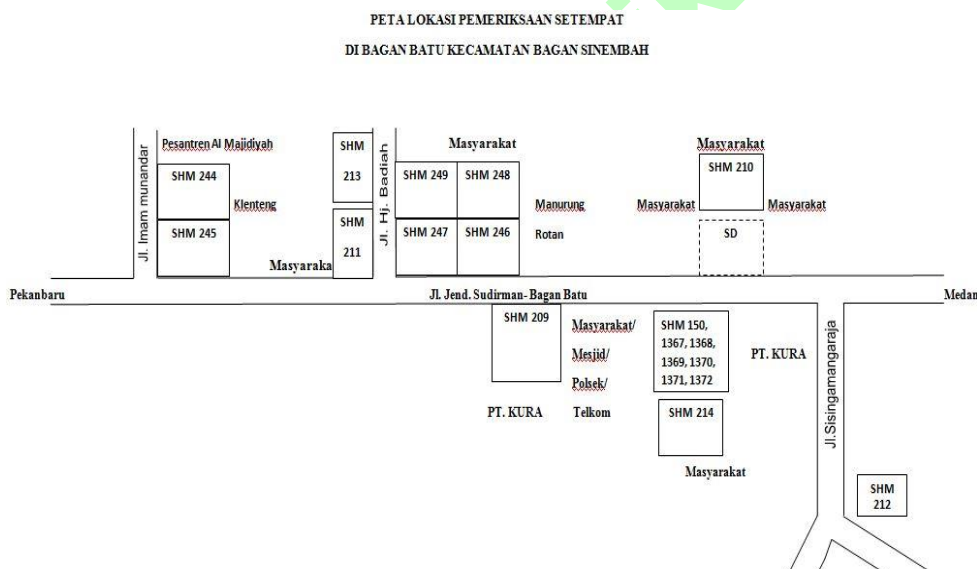 PETA LOKASI PEMERIKSAAN SETEMPAT
DI BAGAN BATU KECAMATAN BAGAN SINEMBAH
Jl. Imam munandar
Pesantren Al Majidiyah
SHM 244
Klenteng
SHM 245
Masyaraka
SHM
213
SHM
211
Jl. Hj. Badiah
Masyarakat
SHM 249
SHM 248
SHM 247
SHM 246
Manurung
Rotan
Masyarakat
SHM 210
Masyarakat
Masyarakat
SD
Pekanbaru
Jl. Jend. Sudirman- Bagan Batu
Medan
SHM 209
PT. KURA
Masyarakat/
Mesjid/
Polsek/
Telkom
SHM 150,
1367, 1368,
1369, 1370,
1371, 1372
PT. KURA
SHM 214
Masyarakat
Jl.Sisingamangaraja
SHM
212